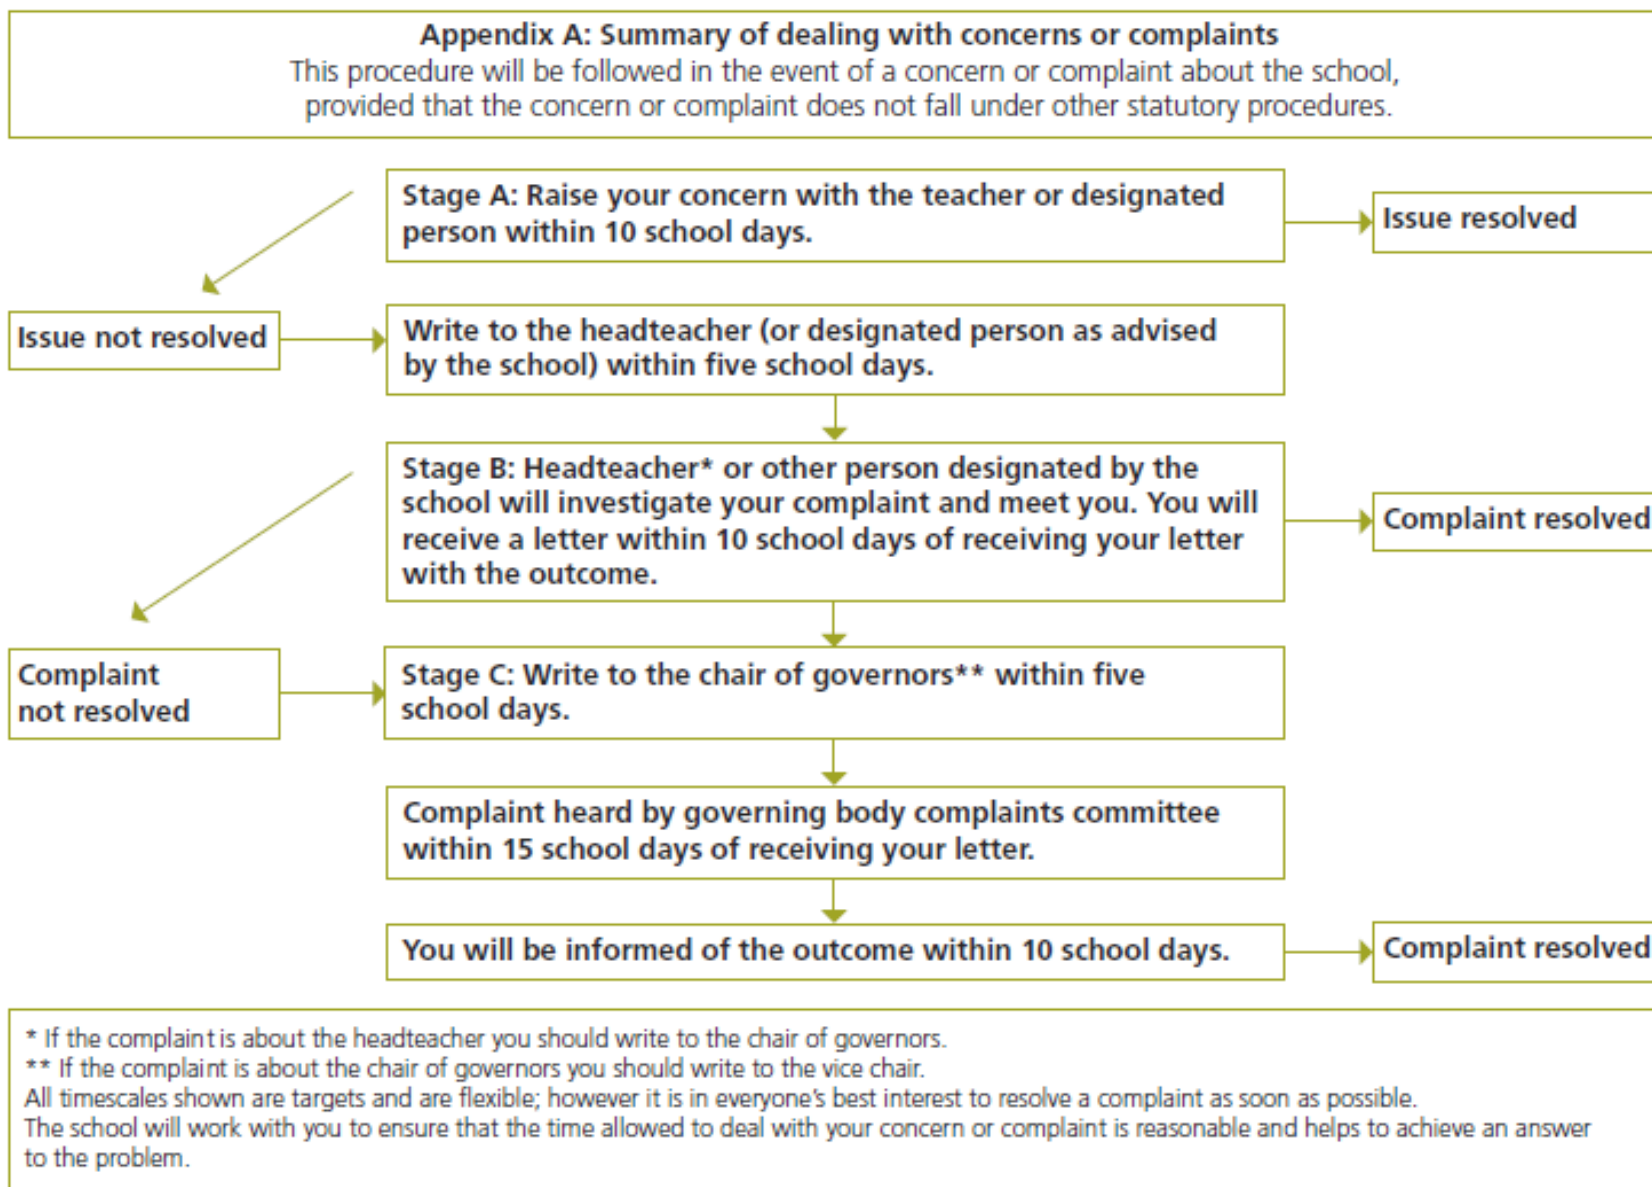 Appendix A: Summary of dealing with concerns or complaints
This procedure will be followed in the event of a concern or complaint about the school,
provided that the concern or complaint does not fall under other statutory procedures.
Stage A: Raise your concern with the teacher or designated
person within 10 school days.
Issue resolved
Issue not resolved
Write to the headteacher (or designated person as advised
by the school) within five school days.
Stage B: Headteacher* or other person designated by the
school will investigate your complaint and meet you. You will
receive a letter within 10 school days of receiving your letter
with the outcome.
Complaint resolved
Complaint
not resolved
Stage C: Write to the chair of governors** within five
school days.
Complaint heard by governing body complaints committee
within 15 school days of receiving your letter.
You will be informed of the outcome within 10 school days.
Complaint resolved
* If the complaint is about the headteacher you should write to the chair of governors.
** If the complaint is about the chair of governors you should write to the vice chair.
All timescales shown are targets and are flexible; however it is in everyone's best interest to resolve a complaint as soon as possible.
The school will work with you to ensure that the time allowed to deal with your concern or complaint is reasonable and helps to achieve an answer
to the problem.